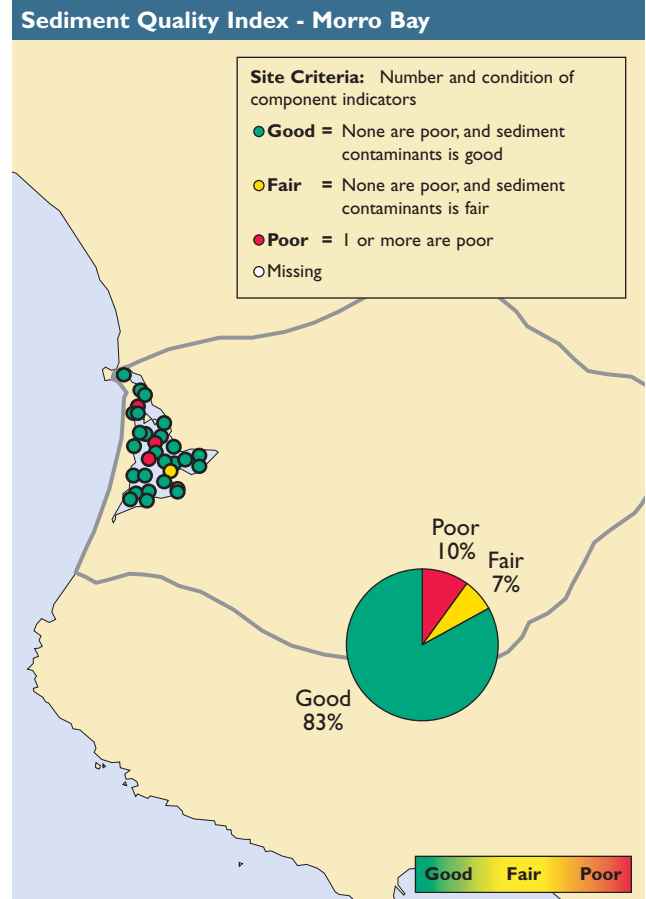 Sediment Quality Index - Morro Bay
Site Criteria: Number and condition of
component indicators
Good = None are poor, and sediment
contaminants is good
Fair = None are poor, and sediment
contaminants is fair
Poor = 1 or more are poor
Missing
Poor
10%
Fair
7%
Good
83%
Good Fair Poor